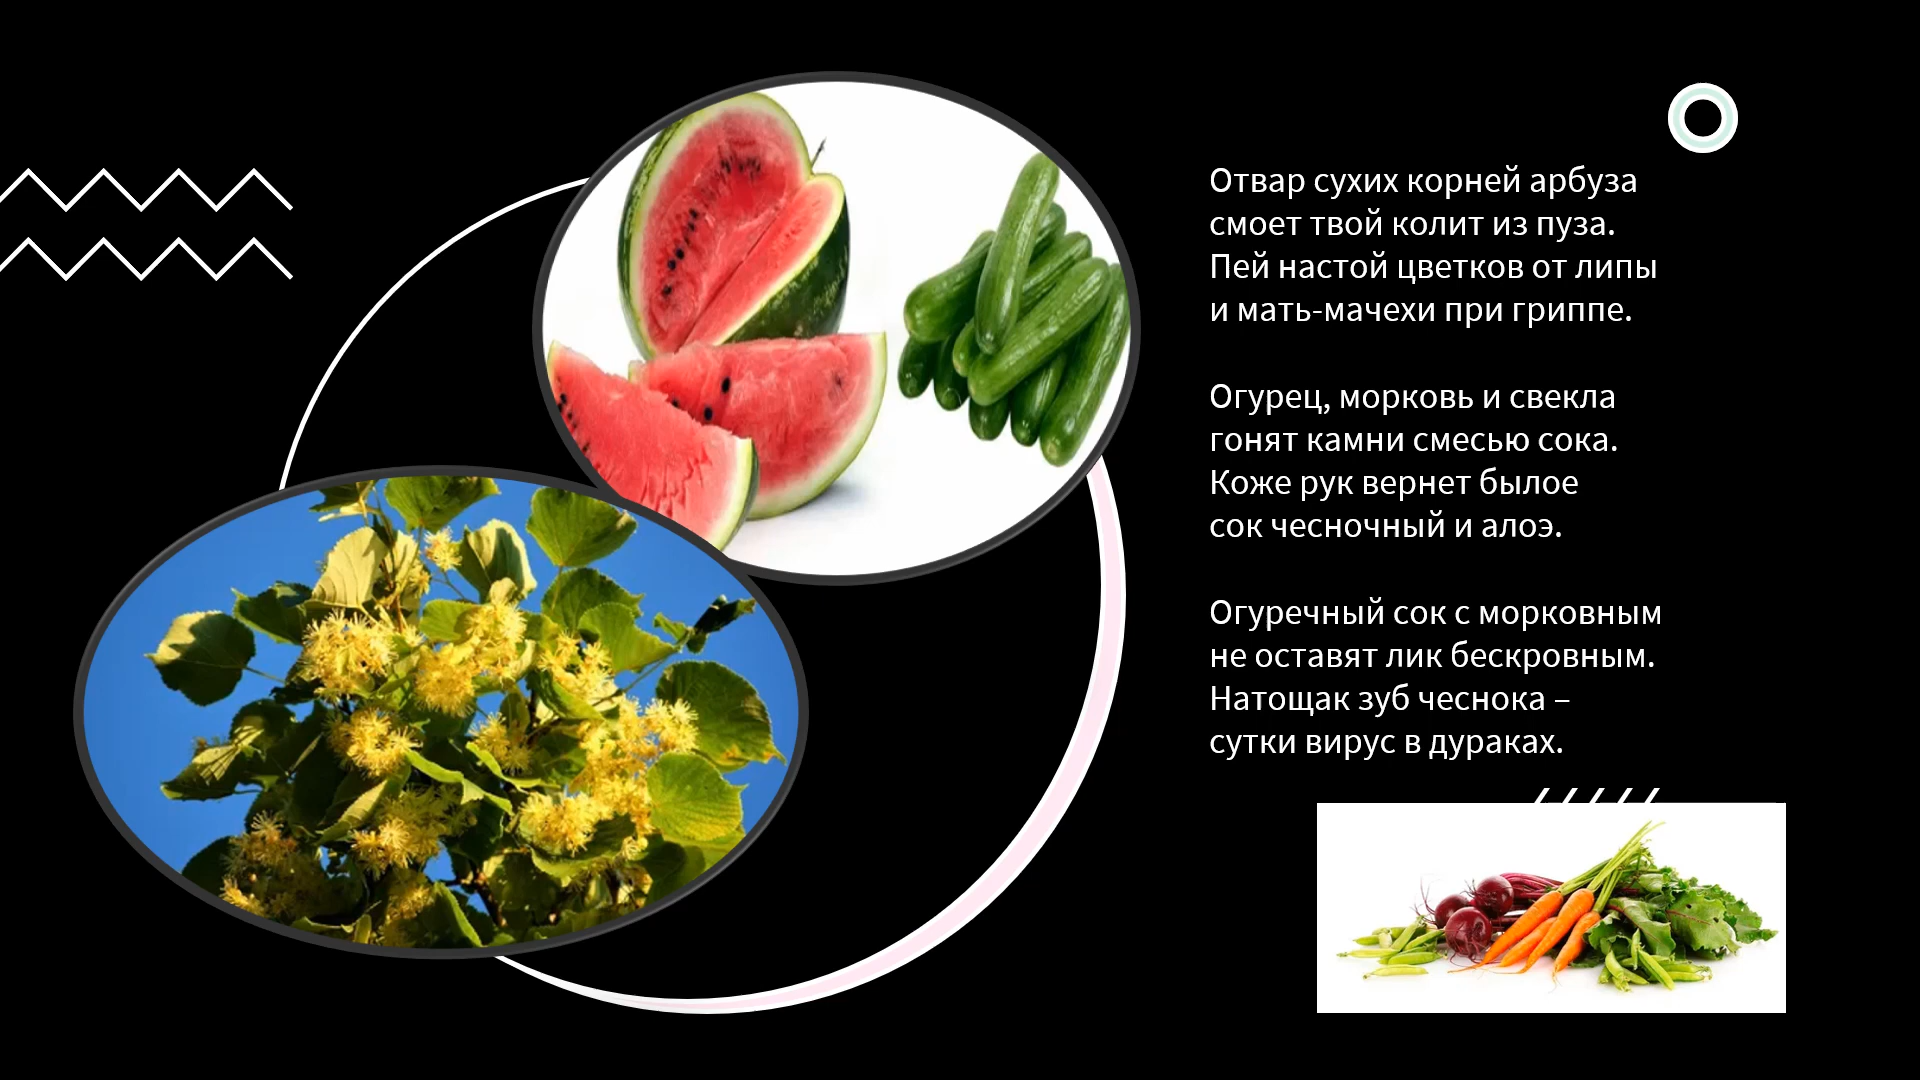 Отвар сухих корней арбуза
смоет твой колит из пуза.
Пей настой цветков от липы
и мать-мачехи при гриппе.
Огурец, морковь и свекла
гонят камни смесью сока.
Коже рук вернет былое
сок чесночный и алоэ.
Огуречный сок с морковным
не оставят лик бескровным.
Натощак зуб чеснока –
сутки вирус в дураках.